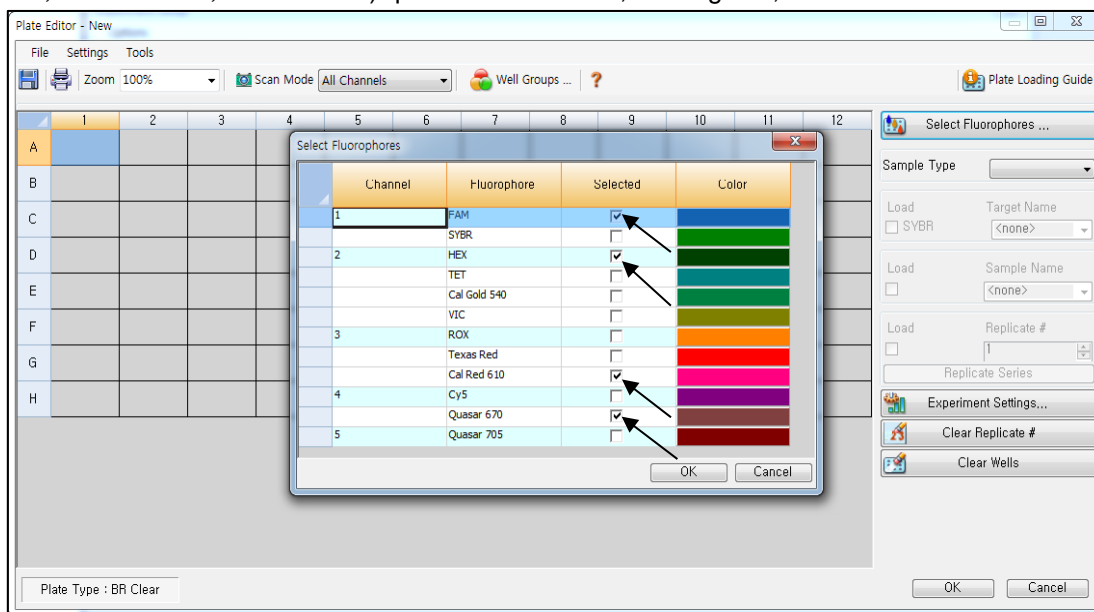 Plate Editor - New
File Settings Tools
Zoom 100% Scan Mode All Channels Well Groups ... ? Plate Loading Guide
1 2 3 4 5 6 7 8 9 10 11 12
A
B
C
D
E
F
G
H
Select Fluorophores
Channel Fluorophore Selected Color
1 FAM
SYBR
2 HEX
TET
Cal Gold 540
VIC
3 ROX
Texas Red
Cal Red 610
4 Cy5
Quasar 670
5 Quasar 705
OK Cancel
Select Fluorophores ...
Sample Type
Load Target Name
SYBR <none>
Load Sample Name
<none>
Load Replicate #
1
Replicate Series
Experiment Settings...
Clear Replicate #
Clear Wells
Plate Type : BR Clear
OK Cancel